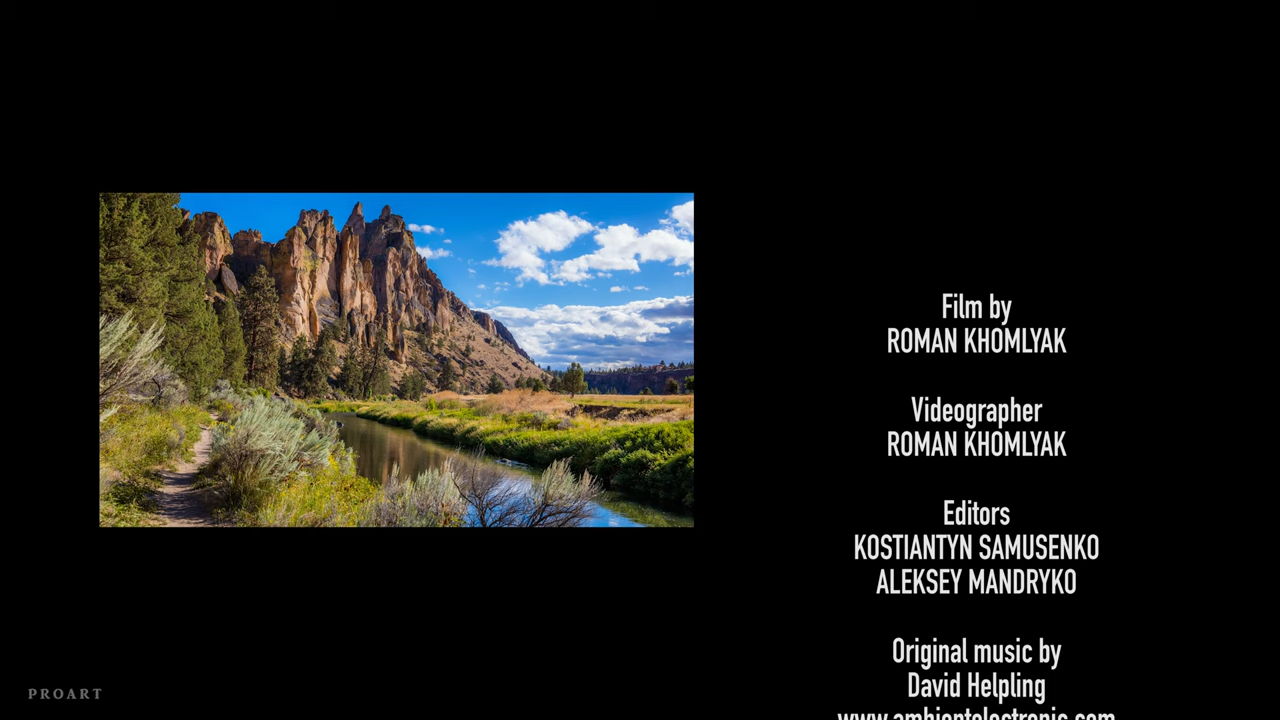 Film by
ROMAN KHOMLYAK
Videographer
ROMAN KHOMLYAK
Editors
KOSTIANTYN SAMUSENKO
ALEKSEY MANDRYKO
Original music by
David Helpling
PROART